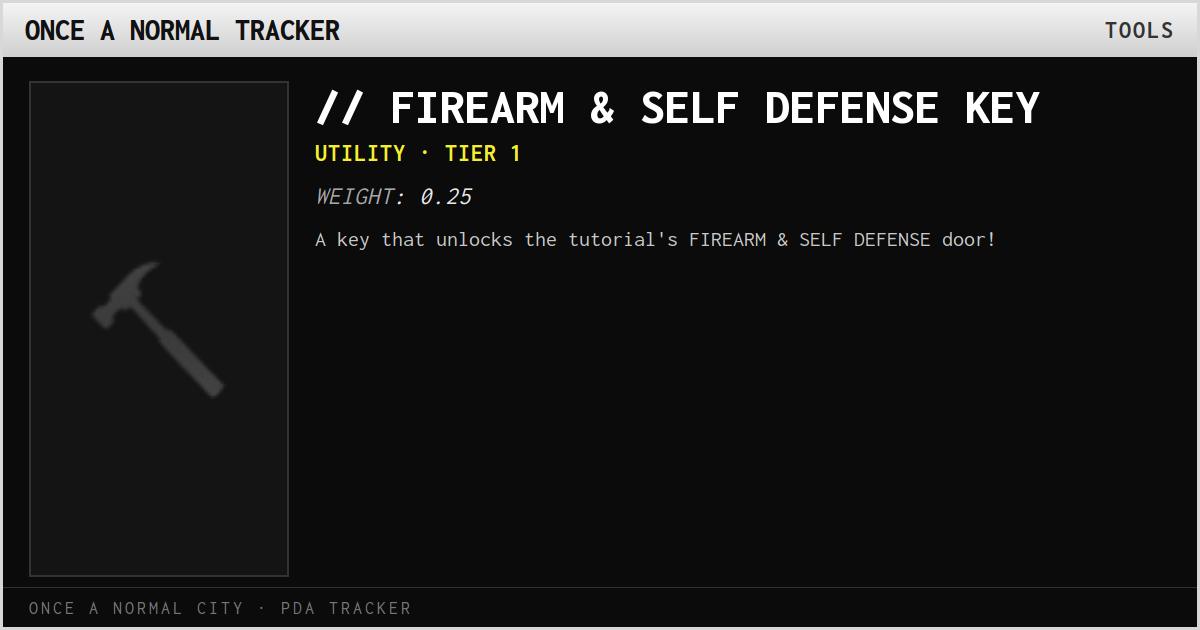 ONCE A NORMAL TRACKER
TOOLS
// FIREARM & SELF DEFENSE KEY
UTILITY · TIER 1
WEIGHT: 0.25
A key that unlocks the tutorial's FIREARM & SELF DEFENSE door!
ONCE A NORMAL CITY · PDA TRACKER